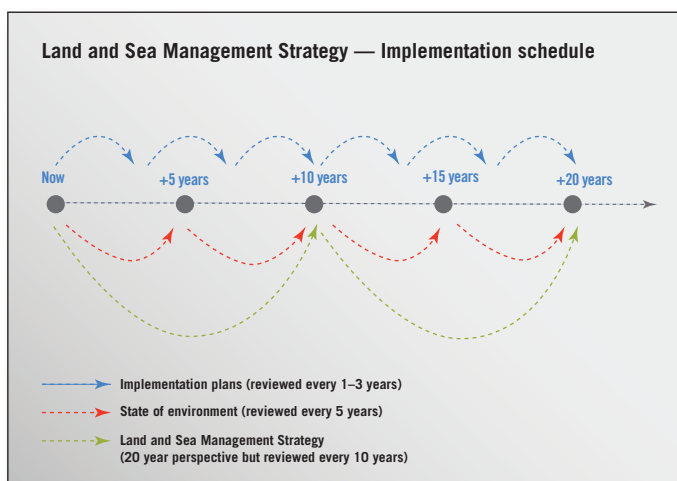 Land and Sea Management Strategy — Implementation schedule
Now
+5 years
+10 years
+15 years
+20 years
Implementation plans (reviewed every 1–3 years)
State of environment (reviewed every 5 years)
Land and Sea Management Strategy
(20 year perspective but reviewed every 10 years)